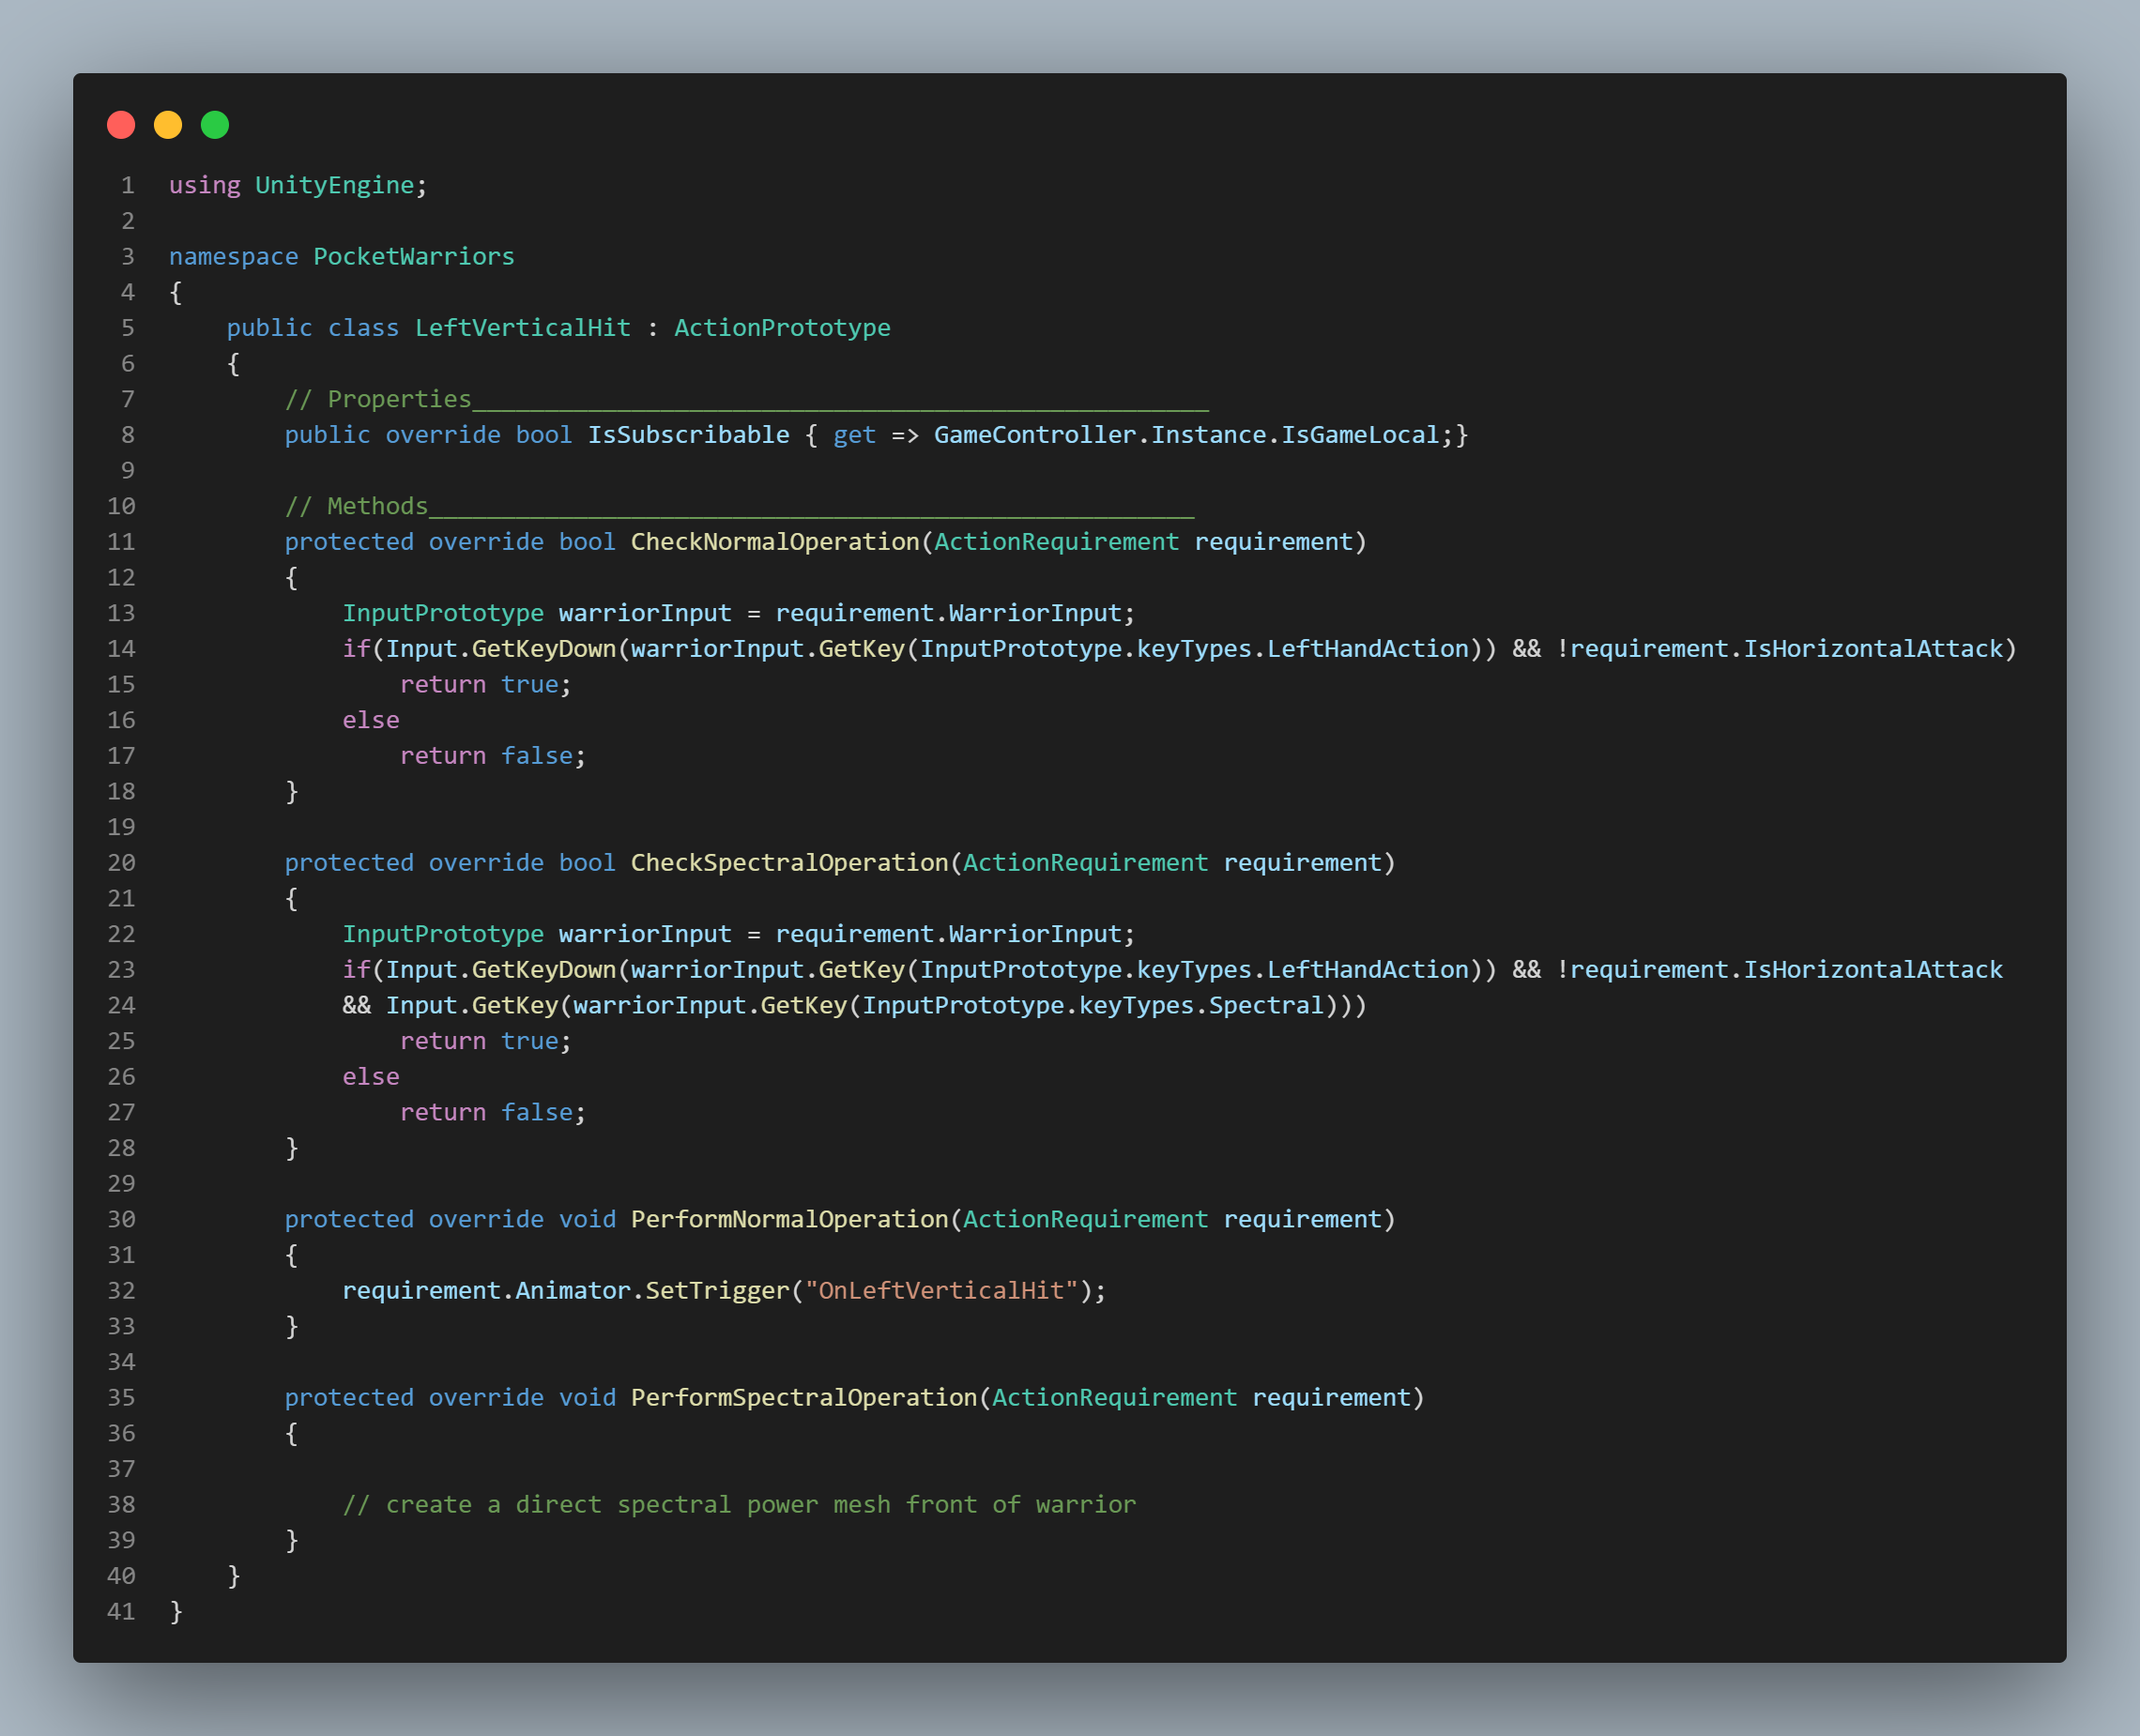 1 using UnityEngine;
2
3 namespace PocketWarriors
4 {
5     public class LeftVerticalHit : ActionPrototype
6     {
7         // Properties___________________________________________________
8         public override bool IsSubscribable { get => GameController.Instance.IsGameLocal;}
9
10         // Methods_____________________________________________________
11         protected override bool CheckNormalOperation(ActionRequirement requirement)
12         {
13             InputPrototype warriorInput = requirement.WarriorInput;
14             if(Input.GetKeyDown(warriorInput.GetKey(InputPrototype.keyTypes.LeftHandAction)) && !requirement.IsHorizontalAttack)
15                 return true;
16             else
17                 return false;
18         }
19
20         protected override bool CheckSpectralOperation(ActionRequirement requirement)
21         {
22             InputPrototype warriorInput = requirement.WarriorInput;
23             if(Input.GetKeyDown(warriorInput.GetKey(InputPrototype.keyTypes.LeftHandAction)) && !requirement.IsHorizontalAttack
24             && Input.GetKey(warriorInput.GetKey(InputPrototype.keyTypes.Spectral)))
25                 return true;
26             else
27                 return false;
28         }
29
30         protected override void PerformNormalOperation(ActionRequirement requirement)
31         {
32             requirement.Animator.SetTrigger("OnLeftVerticalHit");
33         }
34
35         protected override void PerformSpectralOperation(ActionRequirement requirement)
36         {
37
38             // create a direct spectral power mesh front of warrior
39         }
40     }
41 }